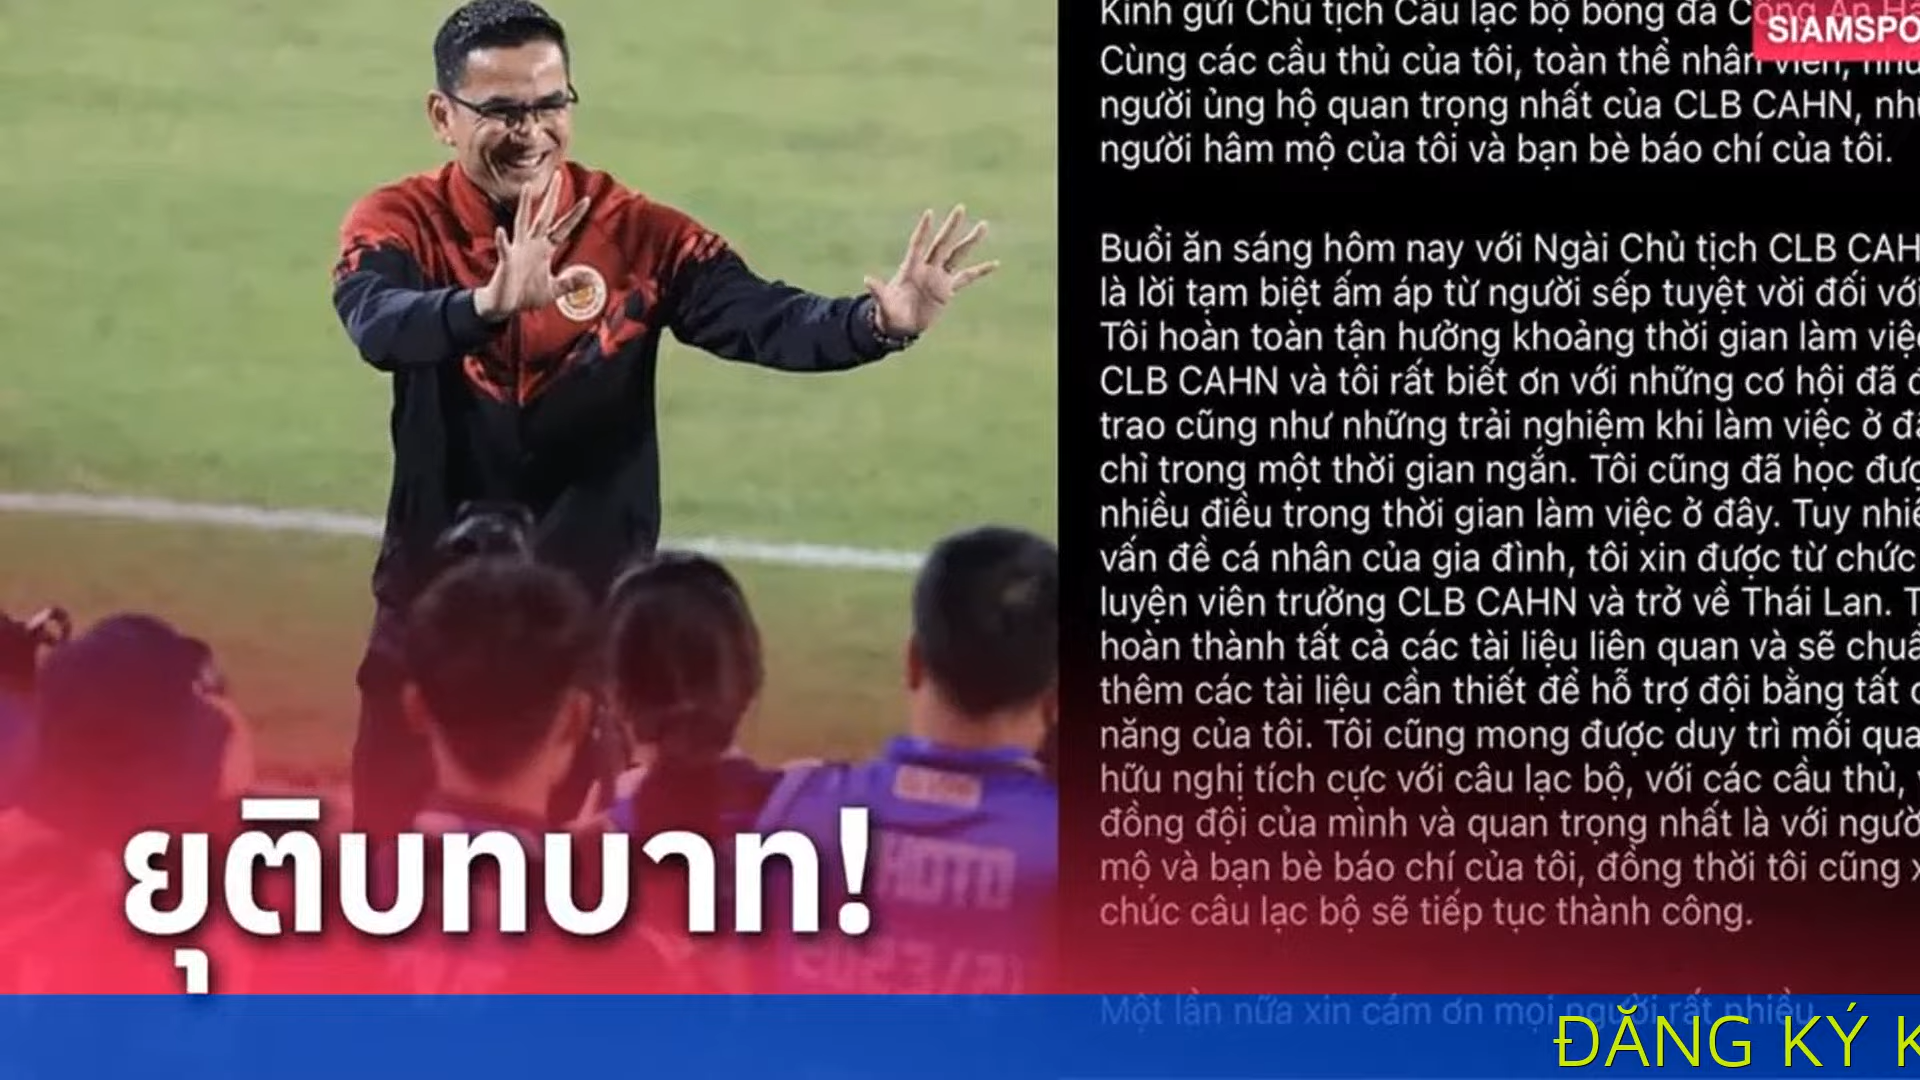 Kính gửi Chủ tịch Câu lạc bộ bóng đá Công An
SIAMSPO
Cùng các cầu thủ của tôi, toàn thể nhân viên,
người ủng hộ quan trọng nhất của CLB CAHN,
người hâm mộ của tôi và bạn bè báo chí của tôi.
Buổi ăn sáng hôm nay với Ngài Chủ tịch CLB CAH
là lời tạm biệt ấm áp từ người sếp tuyệt vời đối với
Tôi hoàn toàn tận hưởng khoảng thời gian làm việc
CLB CAHN và tôi rất biết ơn với những cơ hội đã
trao cũng như những trải nghiệm khi làm việc ở
chỉ trong một thời gian ngắn. Tôi cũng đã học
nhiều điều trong thời gian làm việc ở đây. Tuy
vấn đề cá nhân của gia đình, tôi xin được từ chức
luyện viên trưởng CLB CAHN và trở về Thái Lan.
hoàn thành tất cả các tài liệu liên quan và sẽ
thêm các tài liệu cần thiết để hỗ trợ đội bằng tất
năng của tôi. Tôi cũng mong được duy trì mối
hữu nghị tích cực với câu lạc bộ, với các cầu thủ,
đồng đội của mình và quan trọng nhất là với
mộ và bạn bè báo chí của tôi, đồng thời tôi cũng
chúc câu lạc bộ sẽ tiếp tục thành công.
ยุติบทบาท!
Một lần nữa xin cám ơn mọi người rất nhiều
ĐĂNG KÝ K